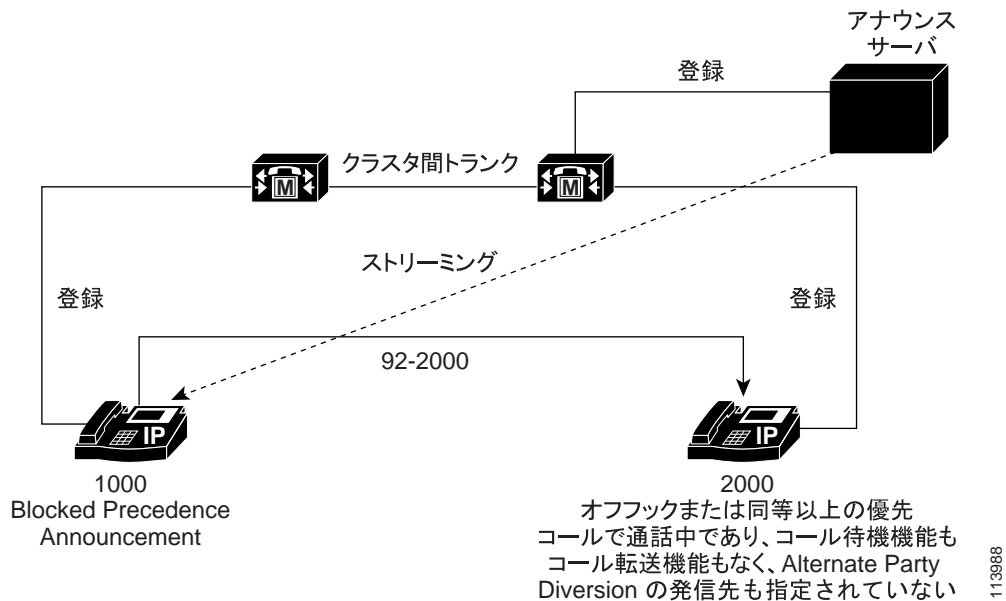 アナウンス
サーバ
登録
クラスタ間トランク
M
M
ストリーミング
登録
登録
92-2000
IP
IP
1000
Blocked Precedence
Announcement
2000
オフフックまたは同等以上の優先
コールで通話中であり、コール待機機能も
コール転送機能もなく、Alternate Party
Diversion の発信先も指定されていない
113988